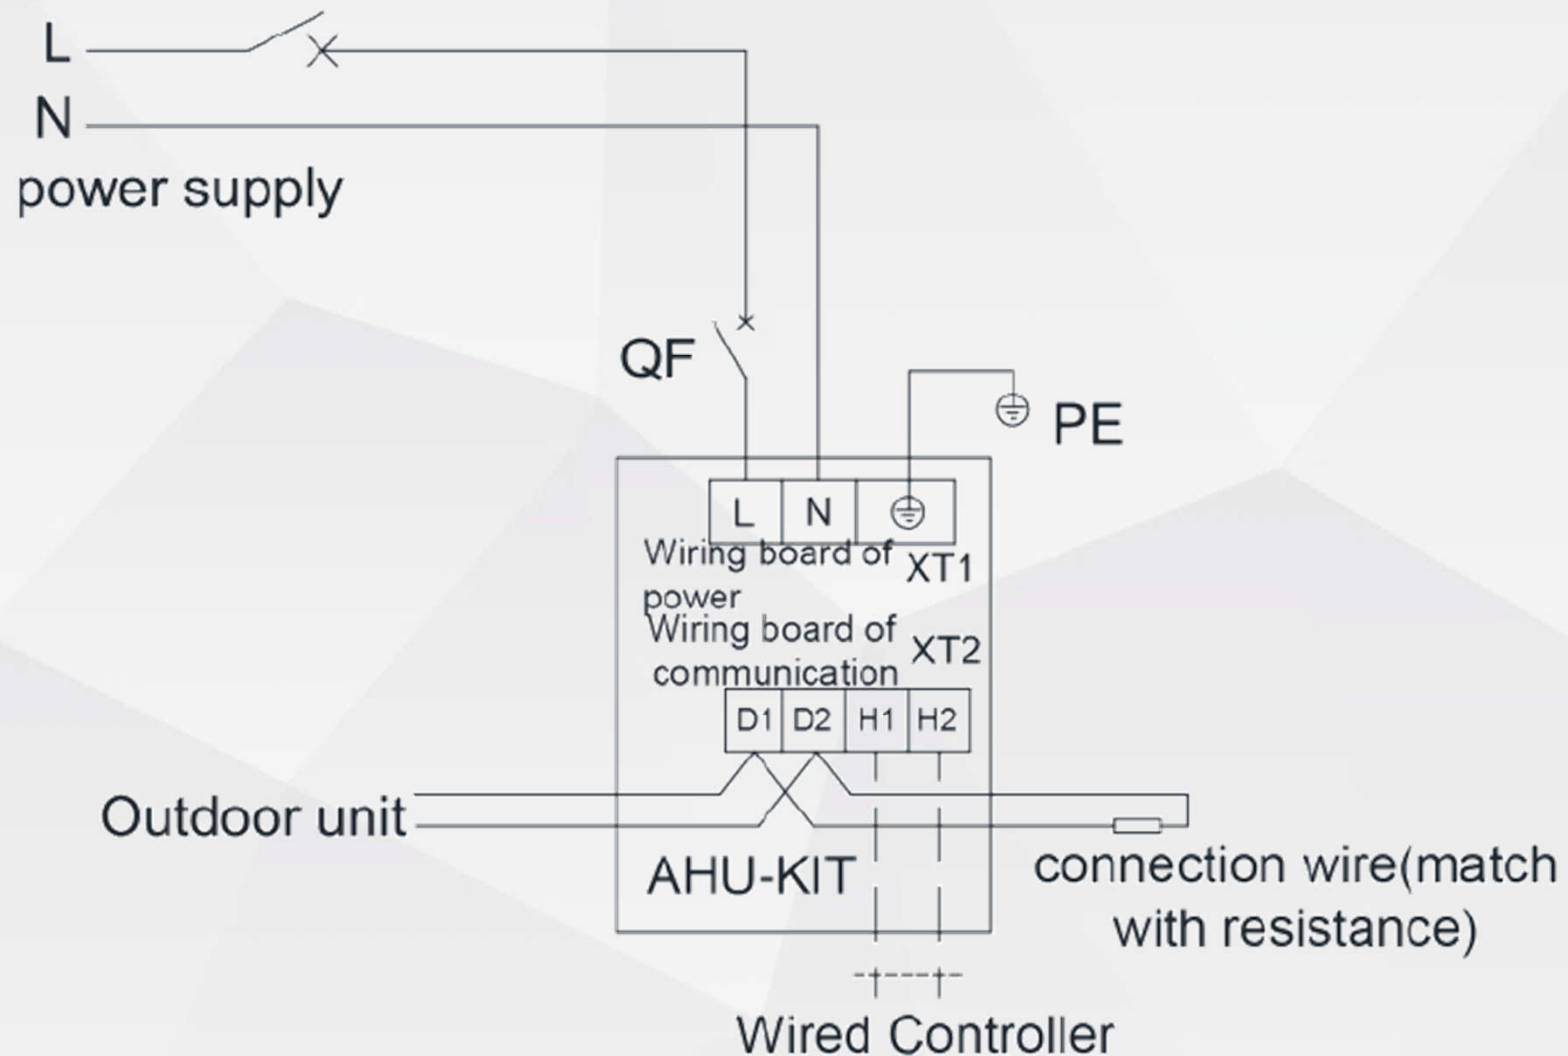 L
N
power supply
QF
PE
L N
Wiring board of
power
XT1
Wiring board of
communication
XT2
D1 D2 H1 H2
Outdoor unit
AHU-KIT
connection wire(match
with resistance)
Wired Controller